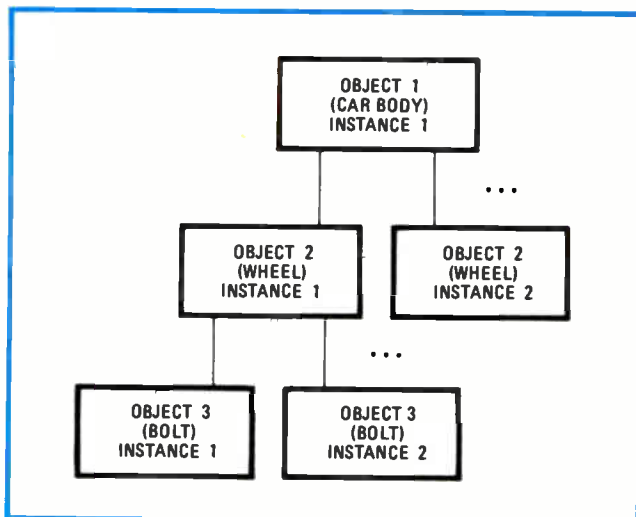 OBJECT 1
(CAR BODY)
INSTANCE 1
...
OBJECT 2
(WHEEL)
INSTANCE 1
OBJECT 2
(WHEEL)
INSTANCE 2
...
OBJECT 3
(BOLT)
INSTANCE 1
OBJECT 3
(BOLT)
INSTANCE 2